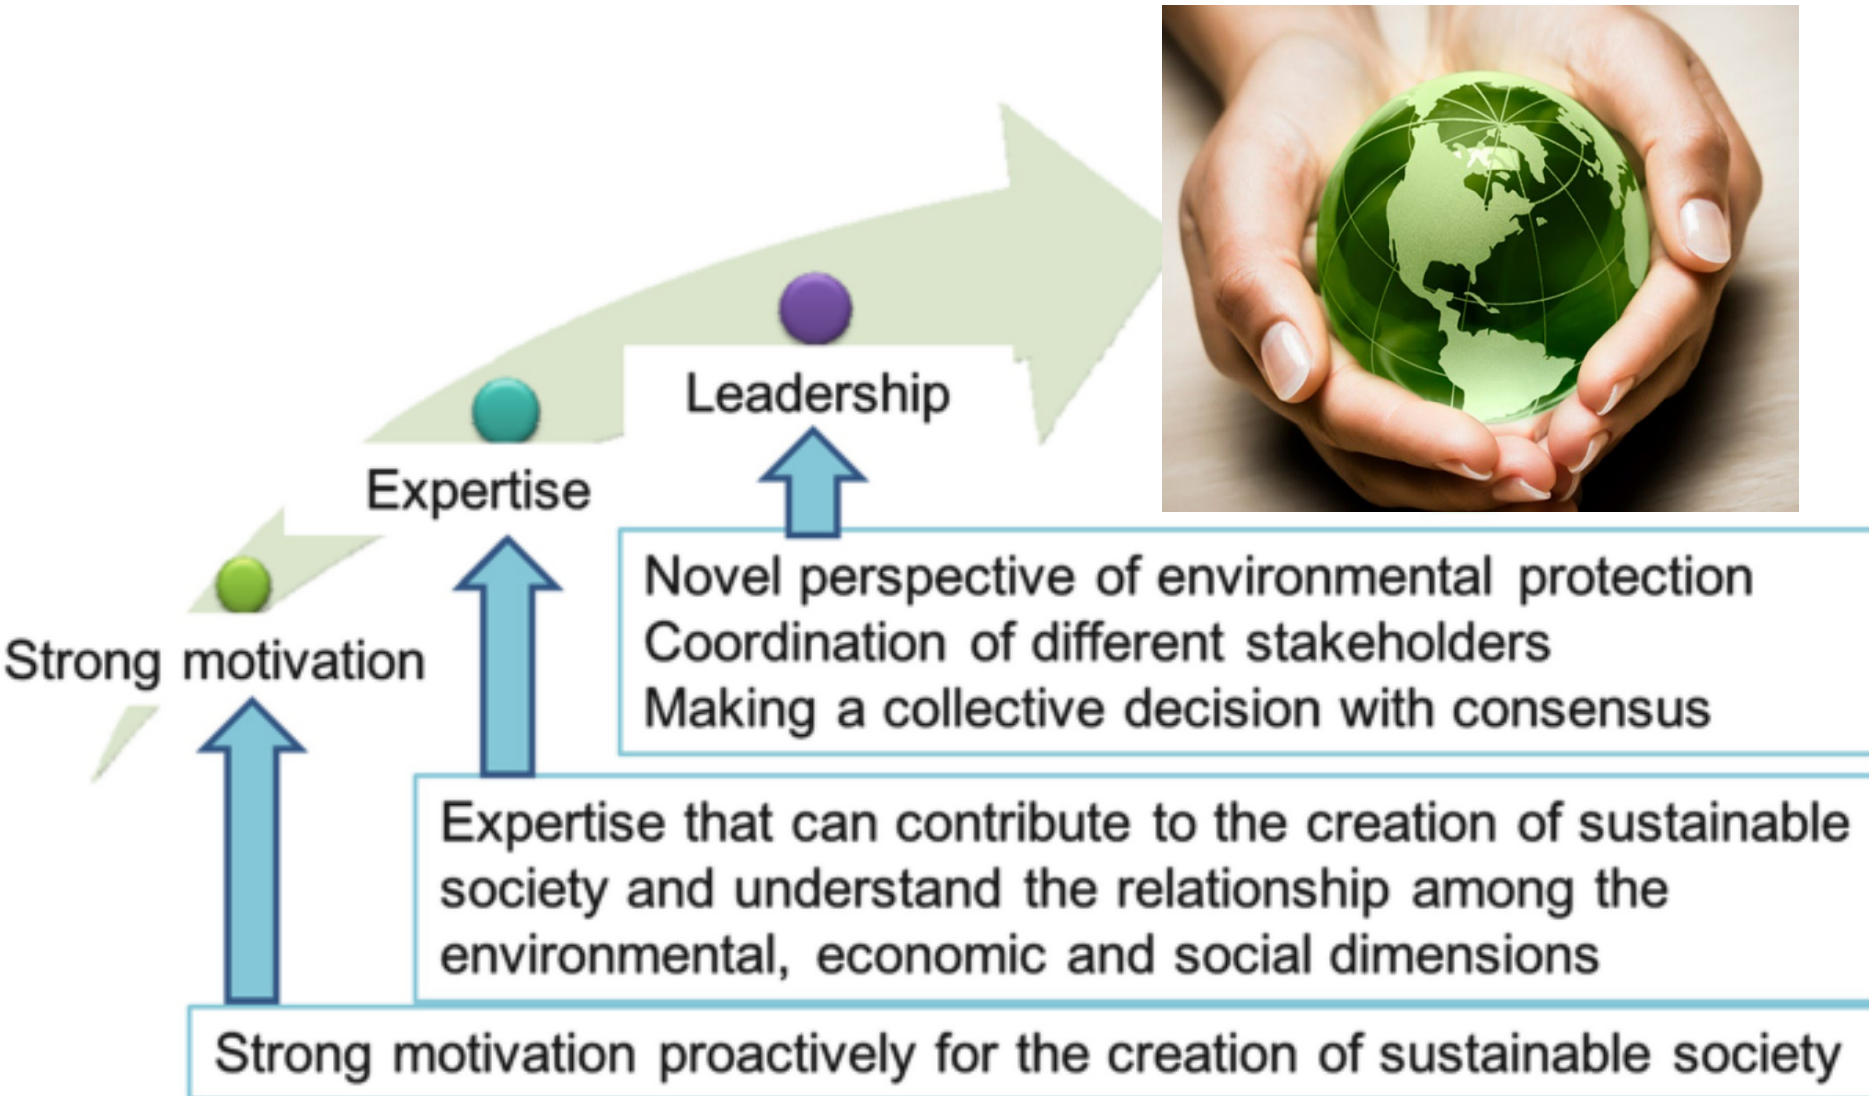 Leadership
Expertise
Strong motivation
Novel perspective of environmental protection
Coordination of different stakeholders
Making a collective decision with consensus
Expertise that can contribute to the creation of sustainable
society and understand the relationship among the
environmental, economic and social dimensions
Strong motivation proactively for the creation of sustainable society